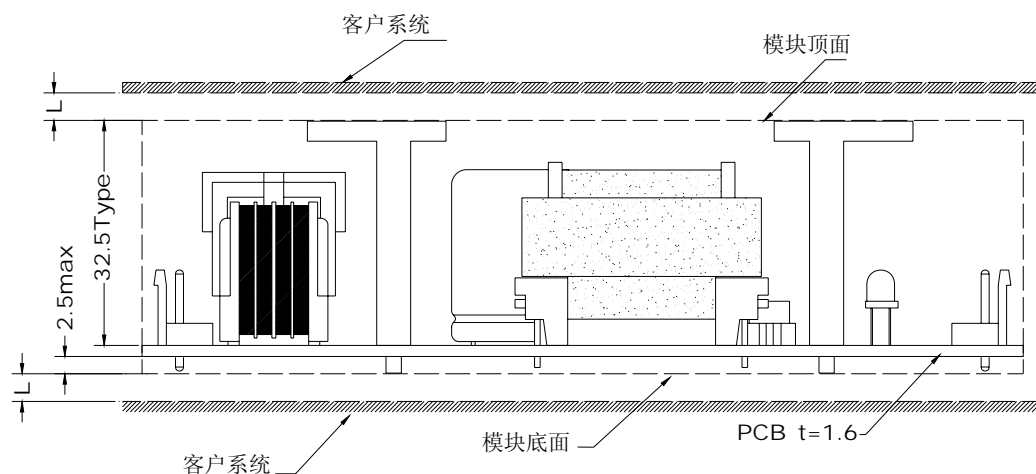 客户系统
模块顶面
L
32.5Type
2.5max
L
PCB t=1.6
模块底面
客户系统